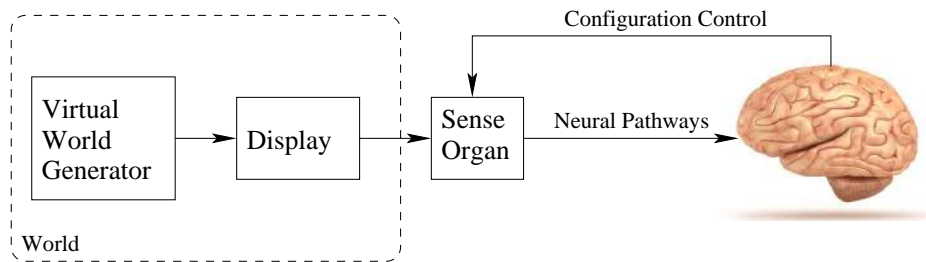 Configuration Control
Virtual
World
Generator
Display
Sense
Organ
Neural Pathways
World